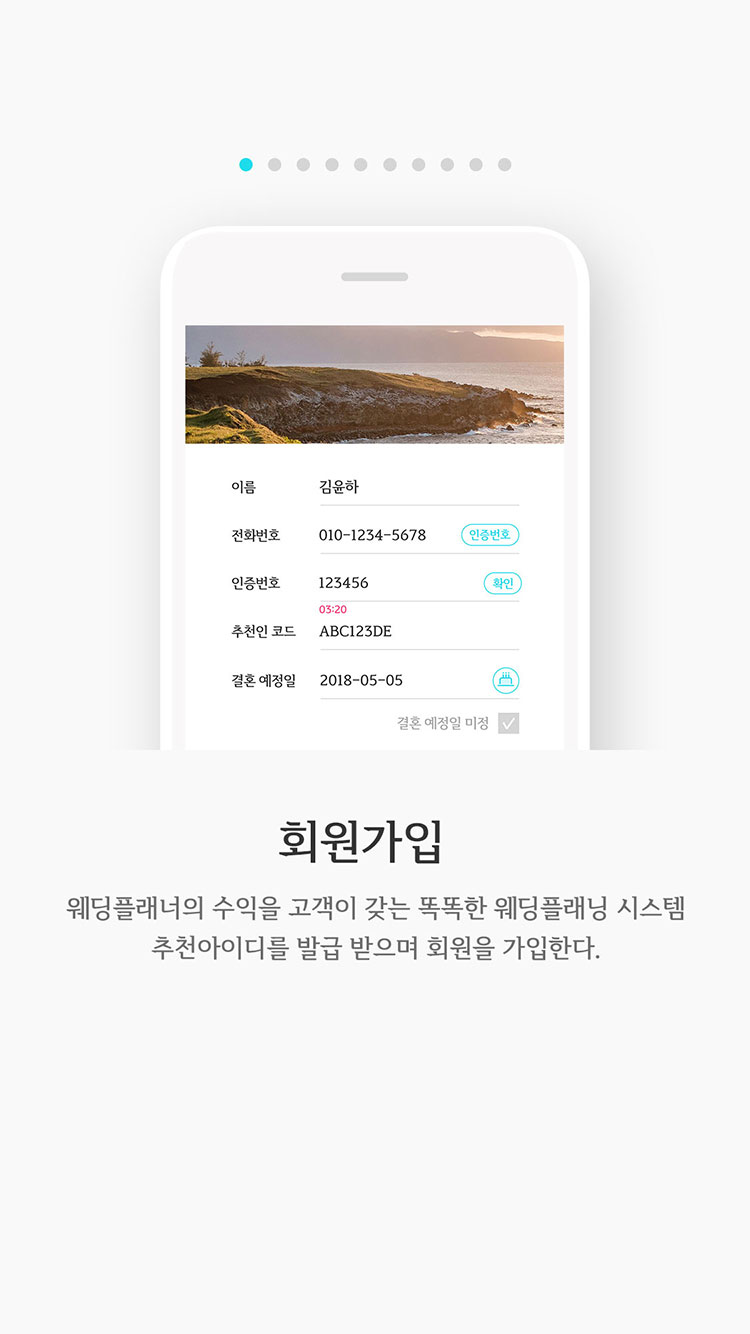 이름 김윤하
전화번호 010-1234-5678 인증번호
인증번호 123456 확인
03:20
추천인 코드 ABC123DE
결혼 예정일 2018-05-05
결혼 예정일 미정
회원가입
웨딩플래너의 수익을 고객이 갖는 똑똑한 웨딩플래닝 시스템
추천아이디를 발급 받으며 회원을 가입한다.